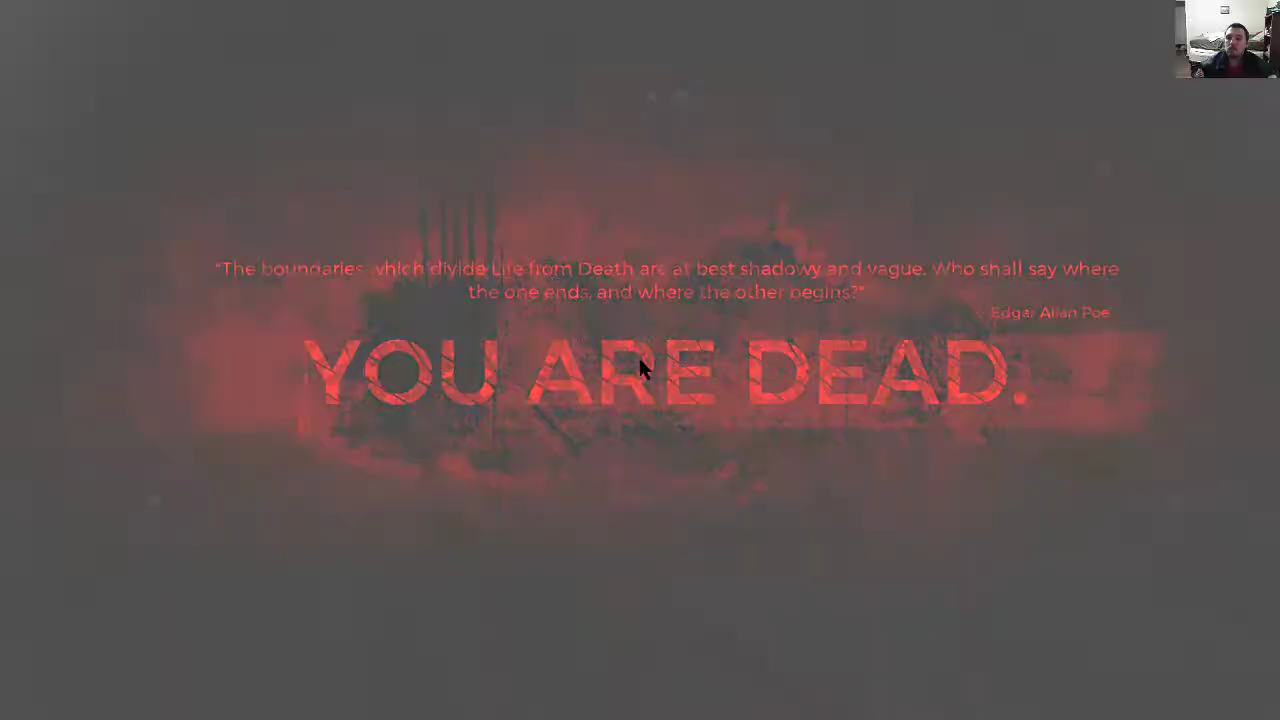 "The boundaries which divide Life from Death are at best shadowy and vague. Who shall say where
the one ends, and where the other begins?"
- Edgar Allan Poe
YOU ARE DEAD.